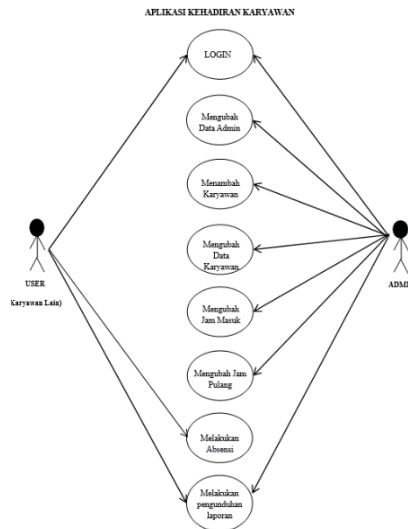 APLIKASI KEHADIRAN KARYAWAN
LOGIN
Mengubah
Data Admin
Menambah
Karyawan
Mengubah
Data
Karyawan
USER
Karyawan Lain)
ADMI
Mengubah
Jam Masuk
Mengubah Jam
Pulang
Melakukan
Absensi
Melakukan
pengunduhan
laporan